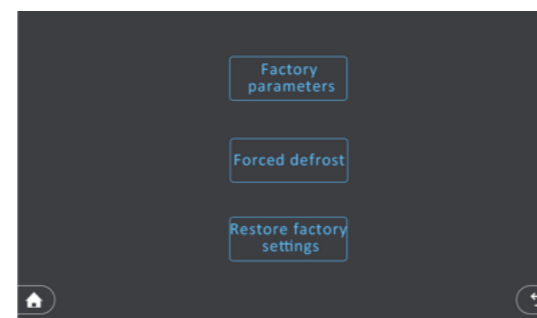 Factory
parameters
Forced defrost
Restore factory
settings